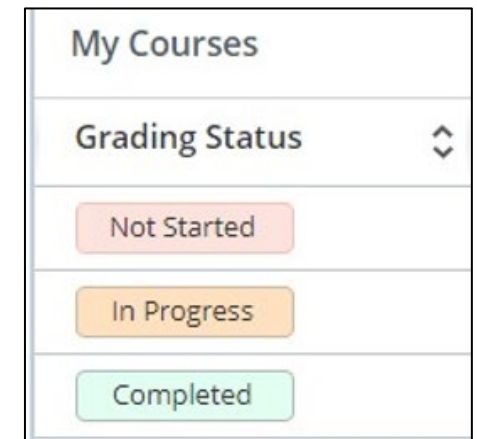 My Courses
Grading Status
Not Started
In Progress
Completed